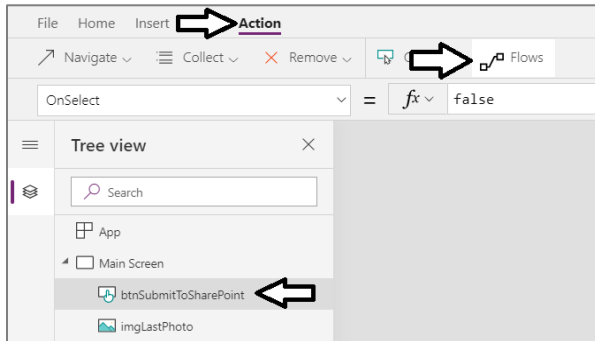 File Home Insert Action
Navigate Collect Remove Flows
OnSelect = fx false
Tree view
Search
App
Main Screen
btnSubmitToSharePoint
imgLastPhoto